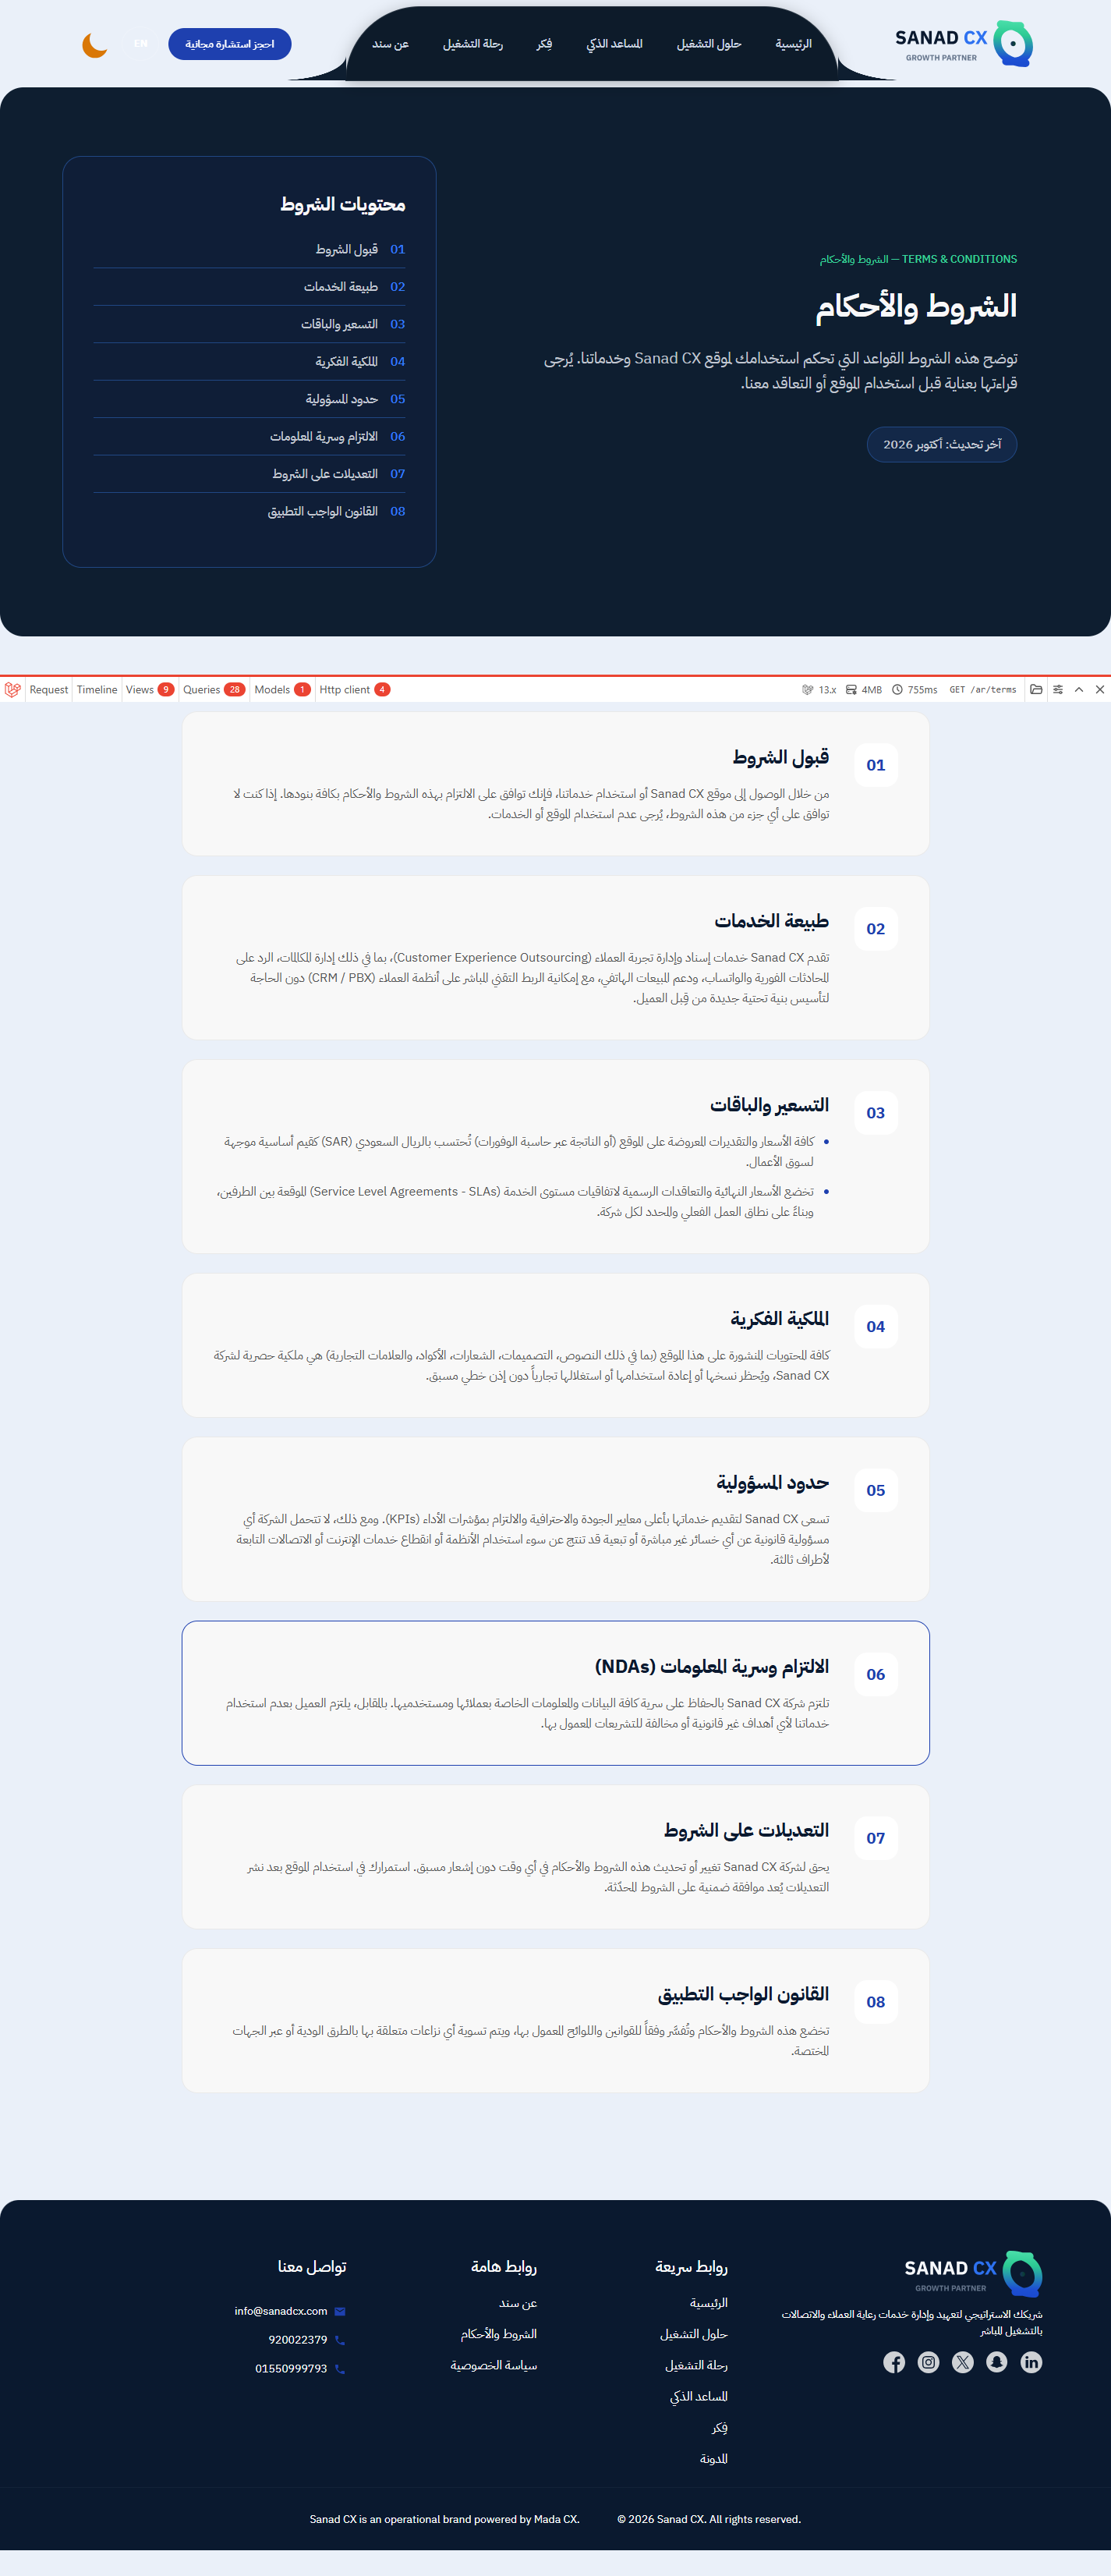 SANAD CX
GROWTH PARTNER
الرئيسية
حلول التشغيل
المساعد الذكي
فِكر
رحلة التشغيل
عن سند
احجز استشارة مجانية
EN
TERMS & CONDITIONS — الشروط والأحكام
الشروط والأحكام
توضح هذه الشروط القواعد التي تحكم استخدامك لموقع Sanad CX وخدماتنا. يُرجى
قراءتها بعناية قبل استخدام الموقع أو التعاقد معنا.
آخر تحديث: أكتوبر 2026
محتويات الشروط
01 قبول الشروط
02 طبيعة الخدمات
03 التسعير والباقات
04 الملكية الفكرية
05 حدود المسؤولية
06 الالتزام وسرية المعلومات
07 التعديلات على الشروط
08 القانون الواجب التطبيق
Request Timeline Views 9 Queries 28 Models 1 Http client 4 13.x 4MB 755ms GET /ar/terms
01
قبول الشروط
من خلال الوصول إلى موقع Sanad CX أو استخدام خدماتنا، فإنك توافق على الالتزام بهذه الشروط والأحكام بكافة بنودها. إذا كنت لا
توافق على أي جزء من هذه الشروط، يُرجى عدم استخدام الموقع أو الخدمات.
02
طبيعة الخدمات
تقدم Sanad CX خدمات إسناد وإدارة تجربة العملاء (Customer Experience Outsourcing)، بما في ذلك إدارة المكالمات، الرد على
المحادثات الفورية والواتساب، ودعم المبيعات الهاتفي، مع إمكانية الربط التقني المباشر على أنظمة العملاء (CRM / PBX) دون الحاجة
لتأسيس بنية تحتية جديدة من قِبل العميل.
03
التسعير والباقات
• كافة الأسعار والتقديرات المعروضة على الموقع (أو الناتجة عبر حاسبة الوفورات) تُحتسب بالريال السعودي (SAR) كقيم أساسية موجهة
لسوق الأعمال.
• تخضع الأسعار النهائية والتعاقدات الرسمية لاتفاقيات مستوى الخدمة (Service Level Agreements - SLAs) الموقعة بين الطرفين،
وبناءً على نطاق العمل الفعلي والمحدد لكل شركة.
04
الملكية الفكرية
كافة المحتويات المنشورة على هذا الموقع (بما في ذلك النصوص، التصميمات، الشعارات، الأكواد، والعلامات التجارية) هي ملكية حصرية لشركة
Sanad CX، ويُحظر نسخها أو إعادة استخدامها أو استغلالها تجارياً دون إذن خطي مسبق.
05
حدود المسؤولية
تسعى Sanad CX لتقديم خدماتها بأعلى معايير الجودة والاحترافية والالتزام بمؤشرات الأداء (KPIs). ومع ذلك، لا تتحمل الشركة أي
مسؤولية قانونية عن أي خسائر غير مباشرة أو تبعية قد تنتج عن سوء استخدام الأنظمة أو انقطاع خدمات الإنترنت أو الاتصالات التابعة
لأطراف ثالثة.
06
الالتزام وسرية المعلومات (NDAs)
تلتزم شركة Sanad CX بالحفاظ على سرية كافة البيانات والمعلومات الخاصة بعملائها ومستخدميها. بالمقابل، يلتزم العميل بعدم استخدام
خدماتنا لأي أهداف غير قانونية أو مخالفة للتشريعات المعمول بها.
07
التعديلات على الشروط
يحق لشركة Sanad CX تغيير أو تحديث هذه الشروط والأحكام في أي وقت دون إشعار مسبق. استمرارك في استخدام الموقع بعد نشر
التعديلات يُعد موافقة ضمنية على الشروط المحدّثة.
08
القانون الواجب التطبيق
تخضع هذه الشروط والأحكام وتُفسَّر وفقاً للقوانين واللوائح المعمول بها، ويتم تسوية أي نزاعات متعلقة بها بالطرق الودية أو عبر الجهات
المختصة.
SANAD CX
GROWTH PARTNER
شريكك الاستراتيجي لتعهيد وإدارة خدمات رعاية العملاء والاتصالات
بالتشغيل المباشر
روابط سريعة
الرئيسية
حلول التشغيل
رحلة التشغيل
المساعد الذكي
فِكر
المدونة
روابط هامة
عن سند
الشروط والأحكام
سياسة الخصوصية
تواصل معنا
info@sanadcx.com
920022379
01550999793
© 2026 Sanad CX. All rights reserved.
Sanad CX is an operational brand powered by Mada CX.